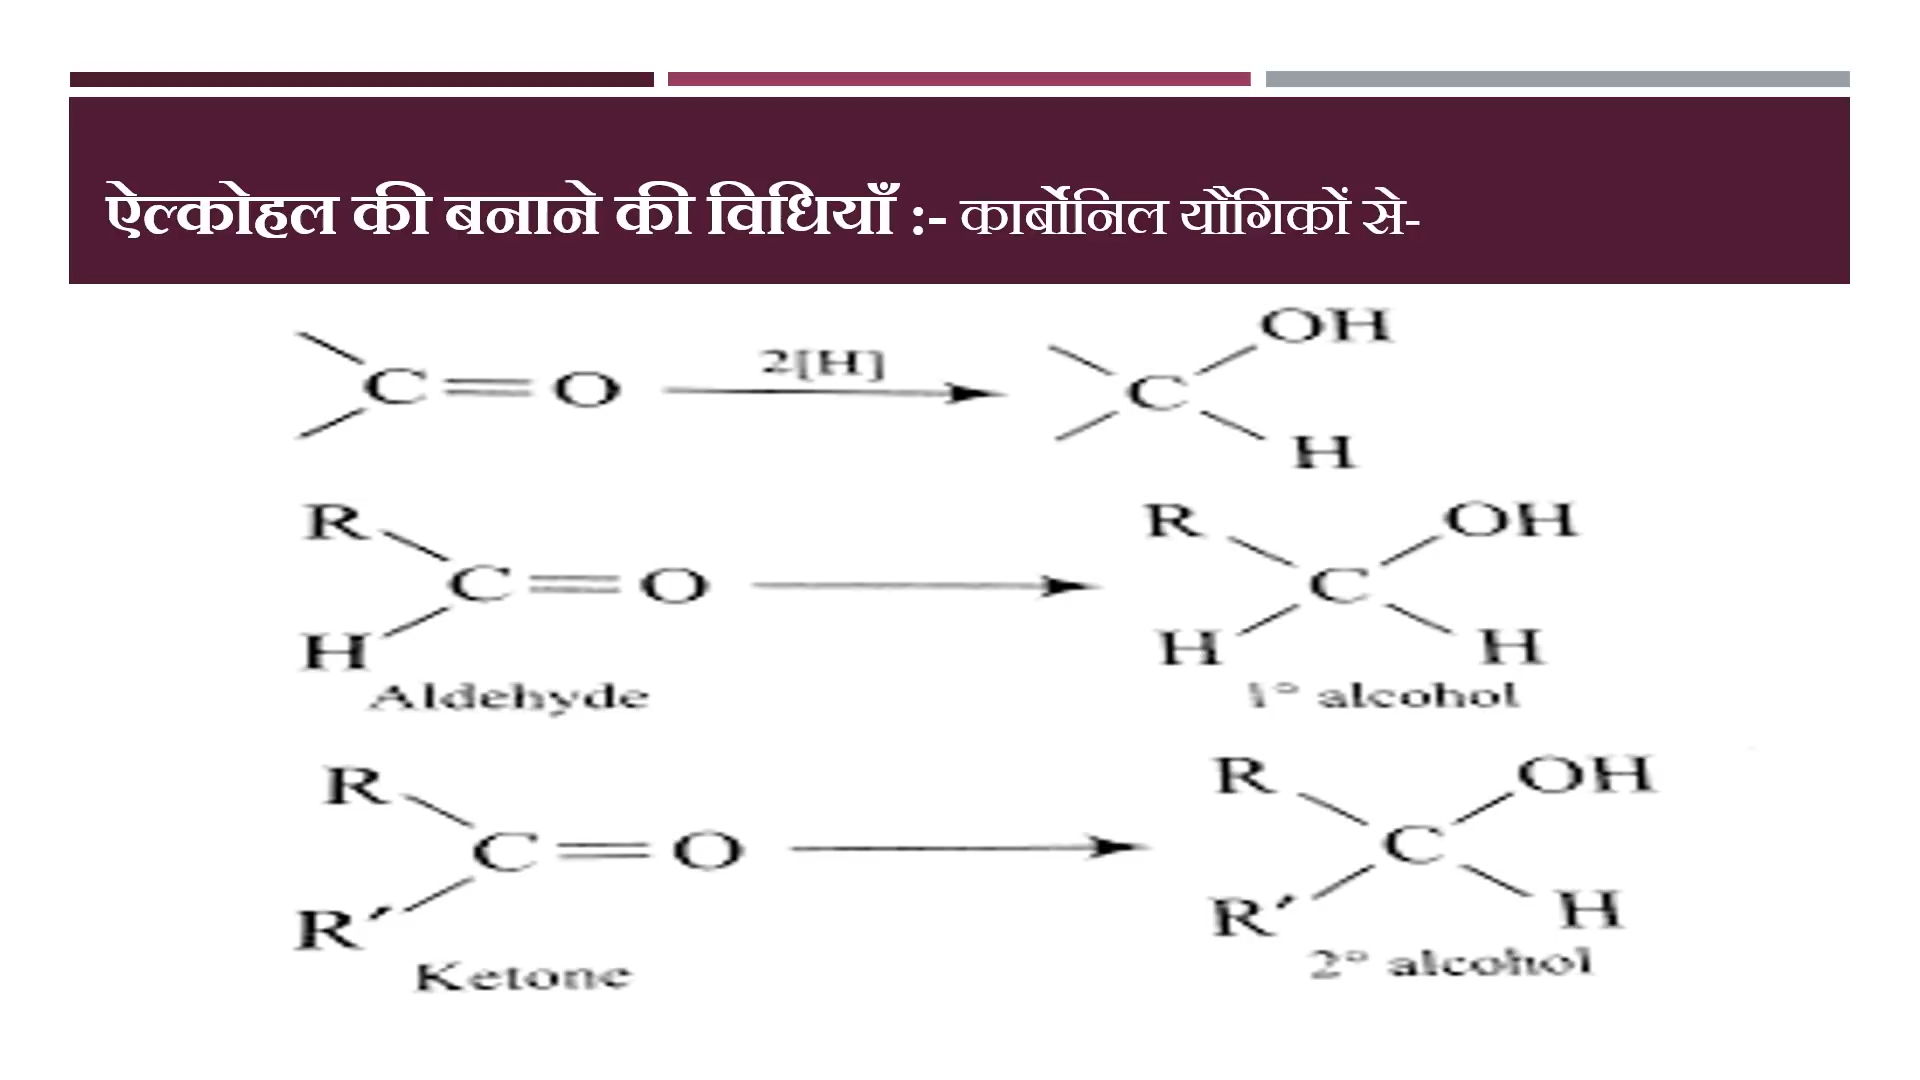 ऐल्कोहल की बनाने की विधियाँ :- कार्बोनिल यौगिकों से-
C=O 2[H] C OH H
R H C=O R H C OH H
Aldehyde 1° alcohol
R R′ C=O R R′ C OH H
Ketone 2° alcohol